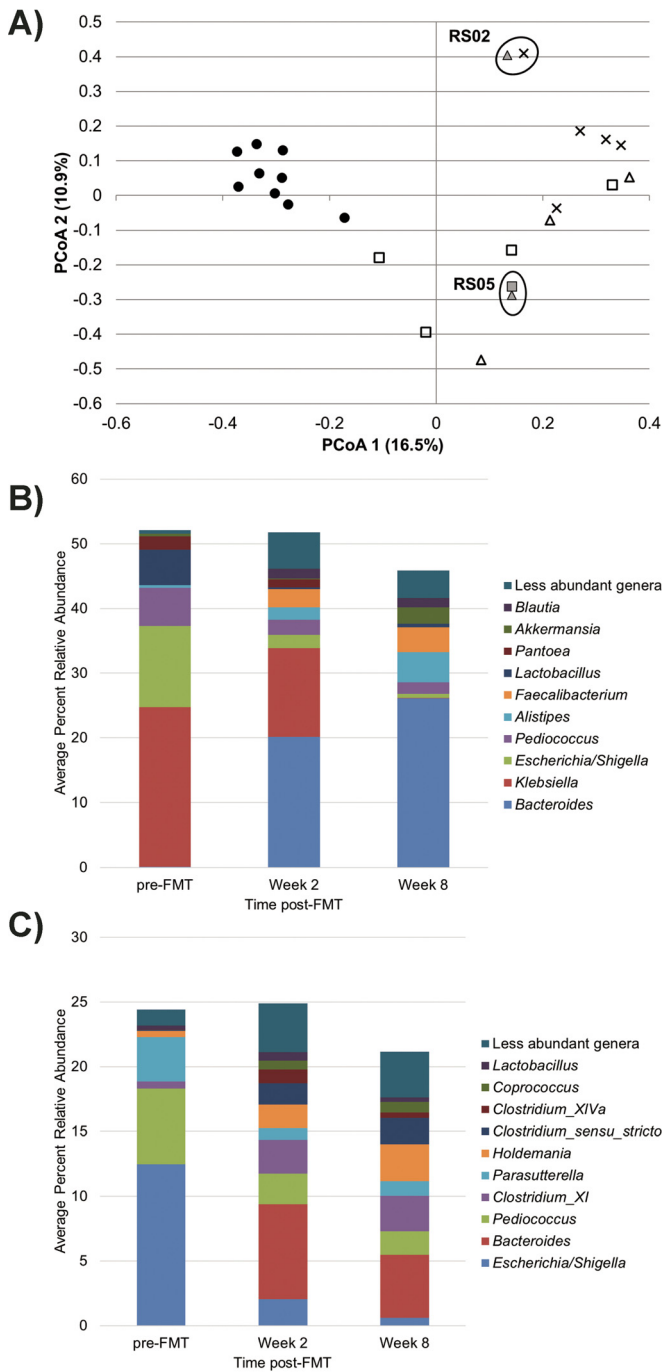 A)
0.5
0.4
0.3
0.2
0.1
0
-0.1
-0.2
-0.3
-0.4
-0.5
-0.6
PCoA 2 (10.9%)
RS02
RS05
-0.6
-0.4
-0.2
0
0.2
0.4
PCoA 1 (16.5%)
B)
60
50
40
30
20
10
0
Average Percent Relative Abundance
pre-FMT
Week 2
Week 8
Time post-FMT
Less abundant genera
Blautia
Akkermansia
Pantoea
Lactobacillus
Faecalibacterium
Alistipes
Pediococcus
Escherichia/Shigella
Klebsiella
Bacteroides
C)
30
25
20
15
10
5
0
Average Percent Relative Abundance
pre-FMT
Week 2
Week 8
Time post-FMT
Less abundant genera
Lactobacillus
Coprococcus
Clostridium_XIVa
Clostridium_sensu_stricto
Holdemania
Parasutterella
Clostridium_XI
Pediococcus
Bacteroides
Escherichia/Shigella